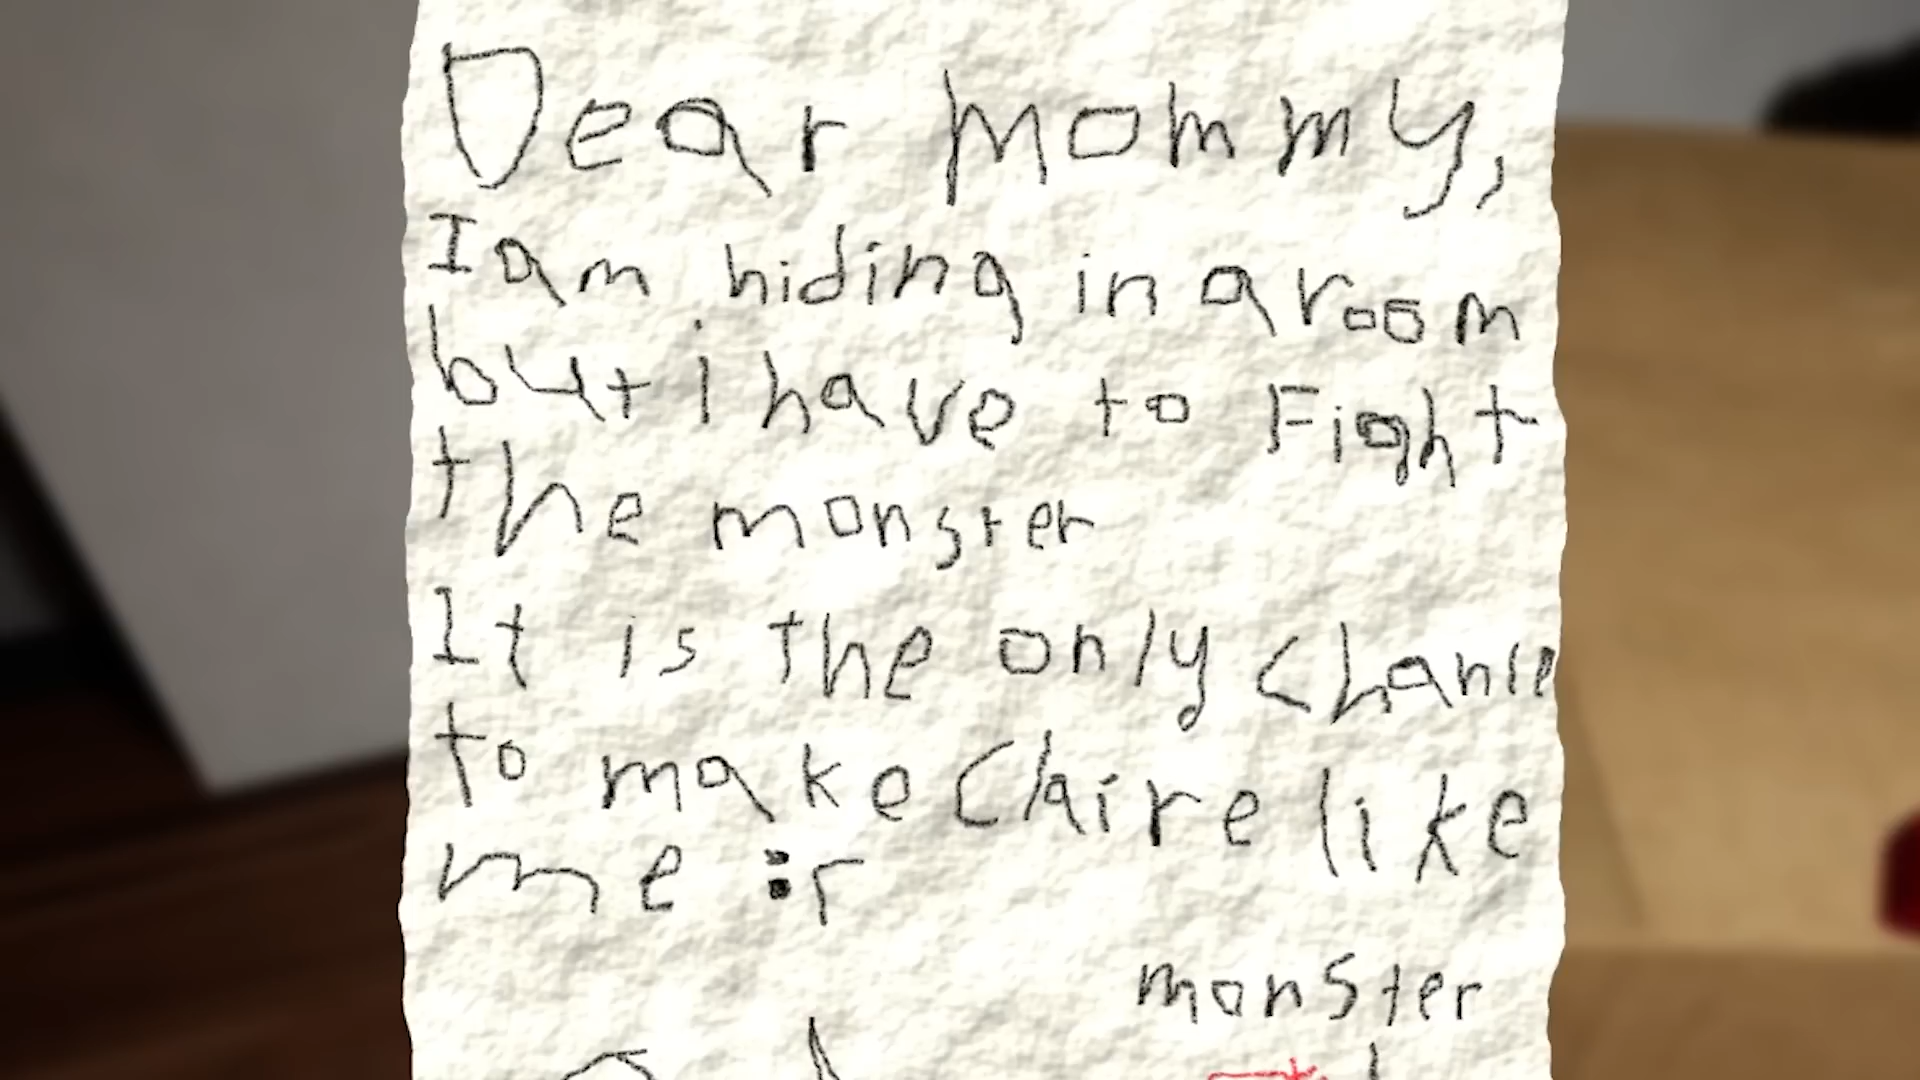 Dear Mommy,
I am hiding in a room
but i have to Fight
the monster
It is the only chance
to make Claire like
me :r
monster